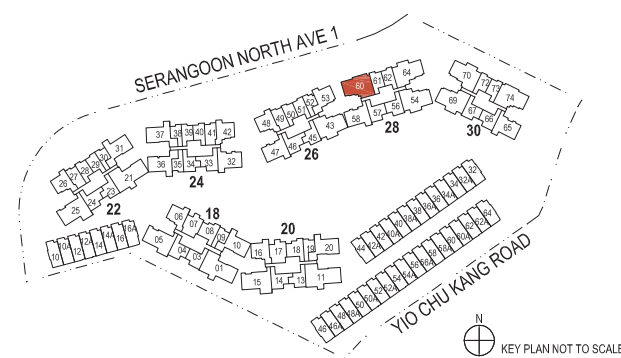 SERANGOON NORTH AVE 1
60 61 62 64
58 57 56 54
28
70 72 73 74
69 67 66 65
30
48 49 50 51 52 53
47 46 45 43
26
37 38 39 40 41 42
36 35 34 33 32
24
26 27 28 29 30 31
25 24 23 21
22
18
06 07 08 09 10
05 04 03 01
20
16 17 18 19 20
15 14 13 11
10 10A 12 12A 14 14A 16 16A
44 42A 42 40A 40 38A 38 36A 36 34A 34 32A 32
46 46A 48 48A 50 50A 52 52A 54 54A 56 56A 58 58A 60 60A 62 62A 64
YIO CHU KANG ROAD
N
KEY PLAN NOT TO SCALE